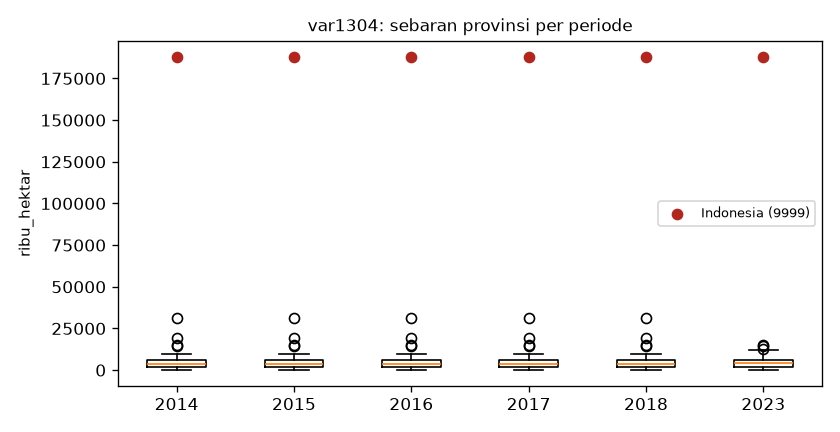 var1304: sebaran provinsi per periode
ribu_hektar
175000
150000
125000
100000
75000
50000
25000
0
Indonesia (9999)
2014 2015 2016 2017 2018 2023